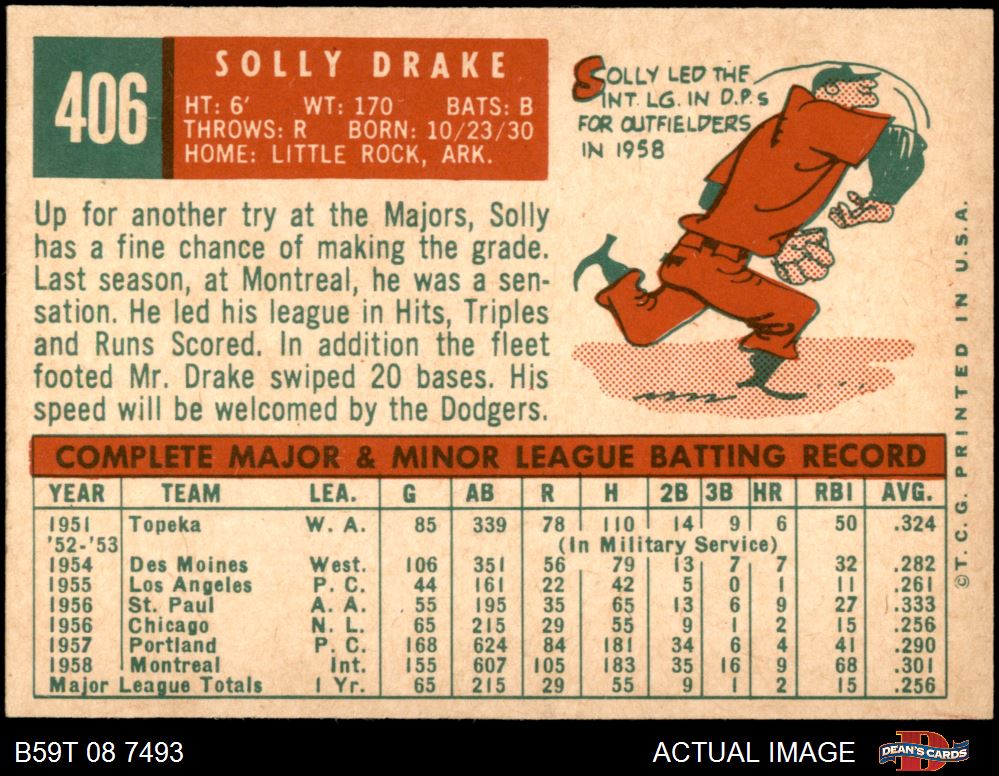 406
SOLLY DRAKE
HT: 6' WT: 170 BATS: B
THROWS: R BORN: 10/23/30
HOME: LITTLE ROCK, ARK.
SOLLY LED THE
INT. LG. IN D.P.s
FOR OUTFIELDERS
IN 1958
Up for another try at the Majors, Solly
has a fine chance of making the grade.
Last season, at Montreal, he was a sen-
sation. He led his league in Hits, Triples
and Runs Scored. In addition the fleet
footed Mr. Drake swiped 20 bases. His
speed will be welcomed by the Dodgers.
COMPLETE MAJOR & MINOR LEAGUE BATTING RECORD
YEAR TEAM LEA. G AB R H 2B 3B HR RBI AVG.
1951 Topeka W. A. 85 339 78 110 14 9 6 50 .324
'52-'53 (In Military Service)
1954 Des Moines West. 106 351 56 79 13 7 7 32 .282
1955 Los Angeles P. C. 44 161 22 42 5 0 1 11 .261
1956 St. Paul A. A. 55 195 35 65 13 6 9 27 .333
1956 Chicago N. L. 65 215 29 55 9 1 2 15 .256
1957 Portland P. C. 168 624 84 181 34 6 4 41 .290
1958 Montreal Int. 155 607 105 183 35 16 9 68 .301
Major League Totals 1 Yr. 65 215 29 55 9 1 2 15 .256
©T. C. G. PRINTED IN U.S.A.
B59T 08 7493
ACTUAL IMAGE
DEAN'S CARDS